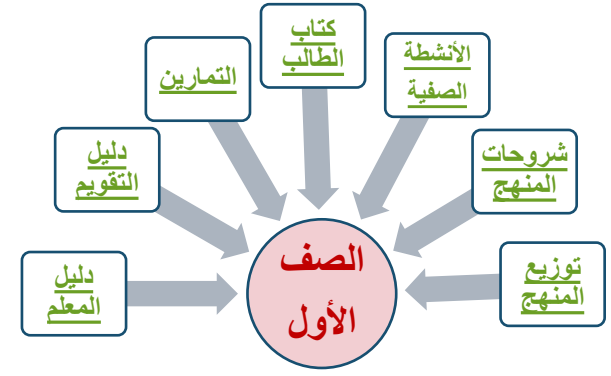 كتاب
الطالب
الأنشطة
الصفية
التمارين
شروحات
المنهج
دليل
التقويم
توزيع
المنهج
دليل
المعلم
الصف
الأول